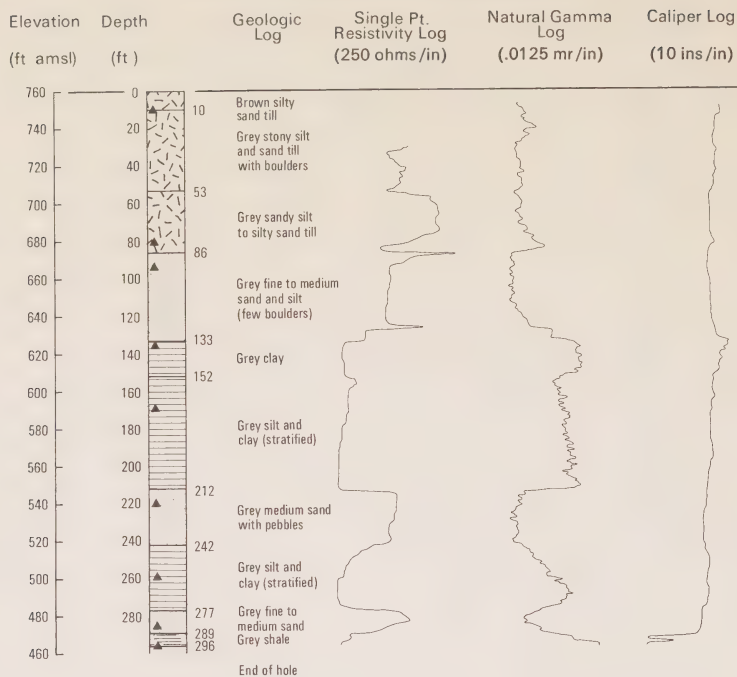 Elevation
(ft amsl)
Depth
(ft)
Geologic
Log
Single Pt.
Resistivity Log
(250 ohms/in)
Natural Gamma
Log
(.0125 mr/in)
Caliper Log
(10 ins/in)
760
740
720
700
680
660
640
620
600
580
560
540
520
500
480
460
0
20
40
60
80
100
120
140
160
180
200
220
240
260
280
10
53
86
133
152
212
242
277
289
296
Brown silty
sand till
Grey stony silt
and sand till
with boulders
Grey sandy silt
to silty sand till
Grey fine to medium
sand and silt
(few boulders)
Grey clay
Grey silt and
clay (stratified)
Grey medium sand
with pebbles
Grey silt and
clay (stratified)
Grey fine to
medium sand
Grey shale
End of hole